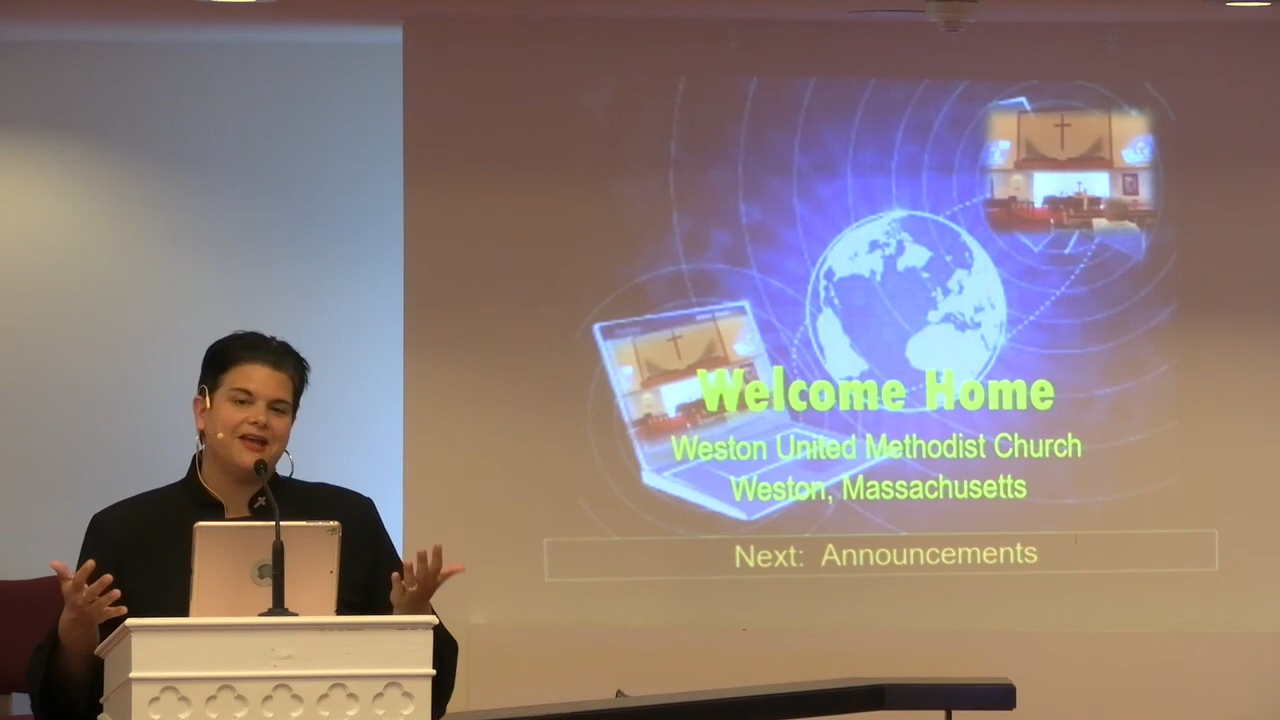 Welcome Home
Weston United Methodist Church
Weston, Massachusetts
Next: Announcements